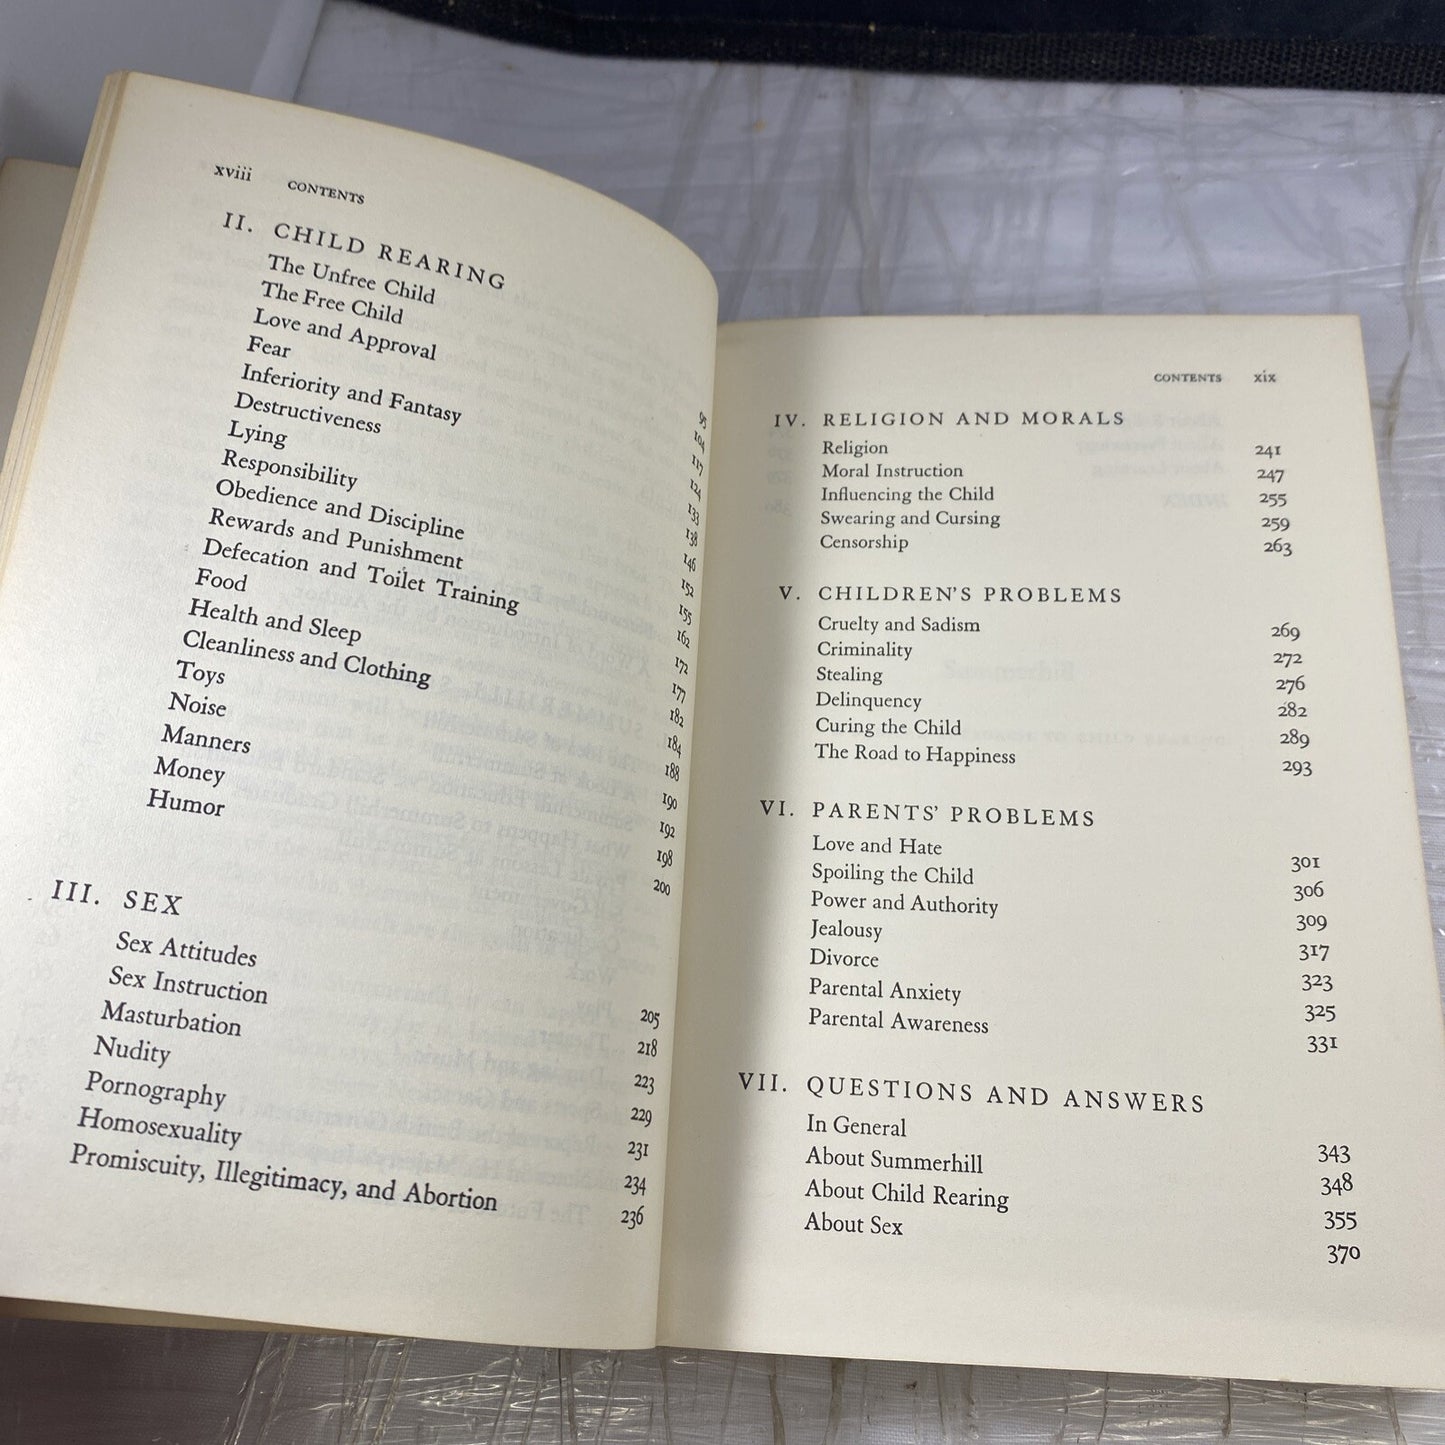 xviii CONTENTS
II. CHILD REARING
The Unfree Child 95
The Free Child 104
Love and Approval 117
Fear 124
Inferiority and Fantasy 133
Destructiveness 138
Lying 146
Responsibility 152
Obedience and Discipline 155
Rewards and Punishment 162
Defecation and Toilet Training 172
Food 177
Health and Sleep 182
Cleanliness and Clothing 184
Toys 188
Noise 190
Manners 192
Money 198
Humor 200
III. SEX
Sex Attitudes 205
Sex Instruction 218
Masturbation 223
Nudity 229
Pornography 231
Homosexuality 234
Promiscuity, Illegitimacy, and Abortion 236
CONTENTS xix
IV. RELIGION AND MORALS
Religion 241
Moral Instruction 247
Influencing the Child 255
Swearing and Cursing 259
Censorship 263
V. CHILDREN'S PROBLEMS
Cruelty and Sadism 269
Criminality 272
Stealing 276
Delinquency 282
Curing the Child 289
The Road to Happiness 293
VI. PARENTS' PROBLEMS
Love and Hate 301
Spoiling the Child 306
Power and Authority 309
Jealousy 317
Divorce 323
Parental Anxiety 325
Parental Awareness 331
VII. QUESTIONS AND ANSWERS
In General 343
About Summerhill 348
About Child Rearing 355
About Sex 370